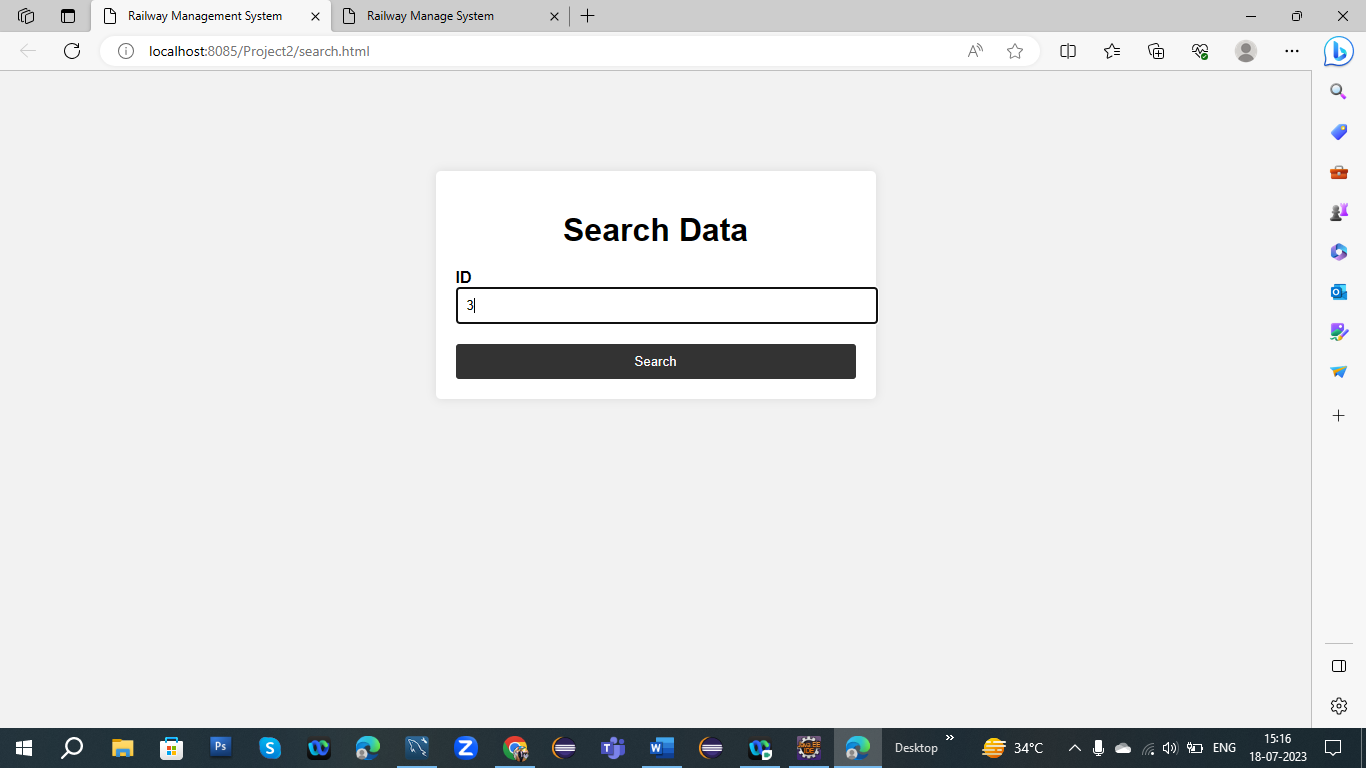 Railway Management System
Railway Manage System
localhost:8085/Project2/search.html
Search Data
ID
3
Search
Ps
Desktop
34°C
ENG
15:16
18-07-2023